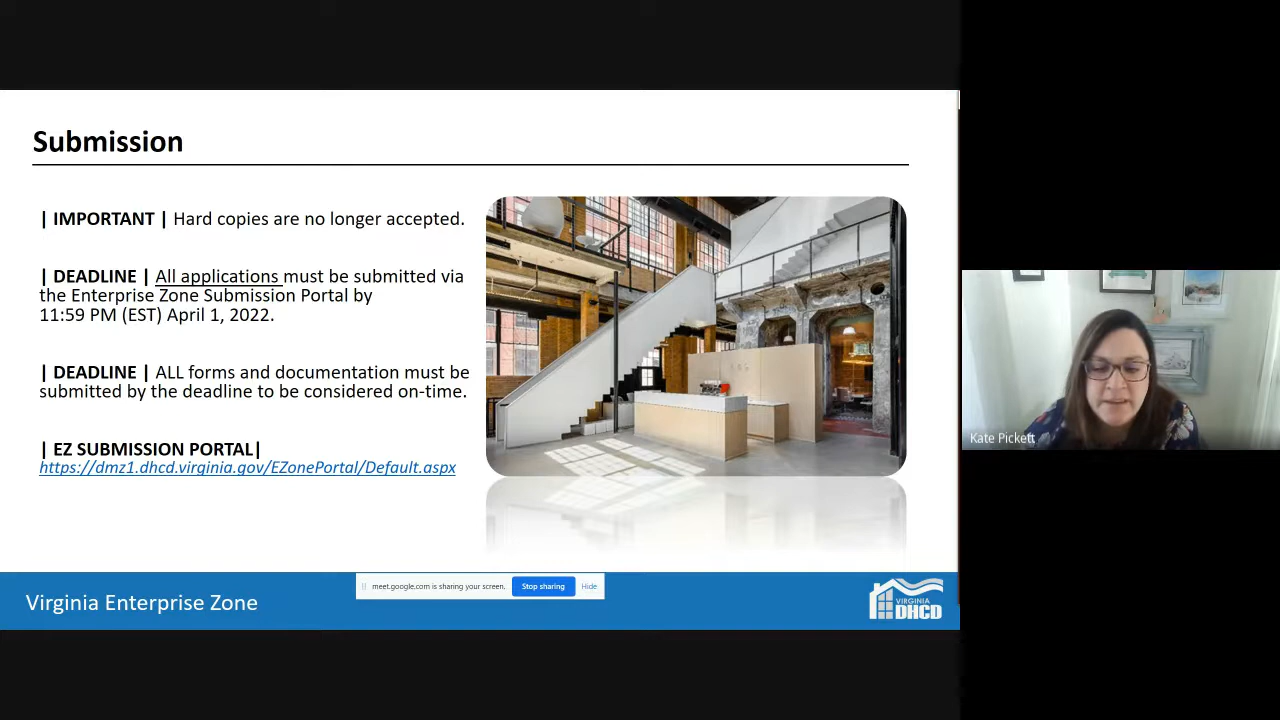 Submission
| IMPORTANT | Hard copies are no longer accepted.
| DEADLINE | All applications must be submitted via
the Enterprise Zone Submission Portal by
11:59 PM (EST) April 1, 2022.
| DEADLINE | ALL forms and documentation must be
submitted by the deadline to be considered on-time.
| EZ SUBMISSION PORTAL|
https://dmz1.dhcd.virginia.gov/EZonePortal/Default.aspx
Kate Pickett
meet.google.com is sharing your screen.
Stop sharing
Hide
Virginia Enterprise Zone
VIRGINIA
DHCD